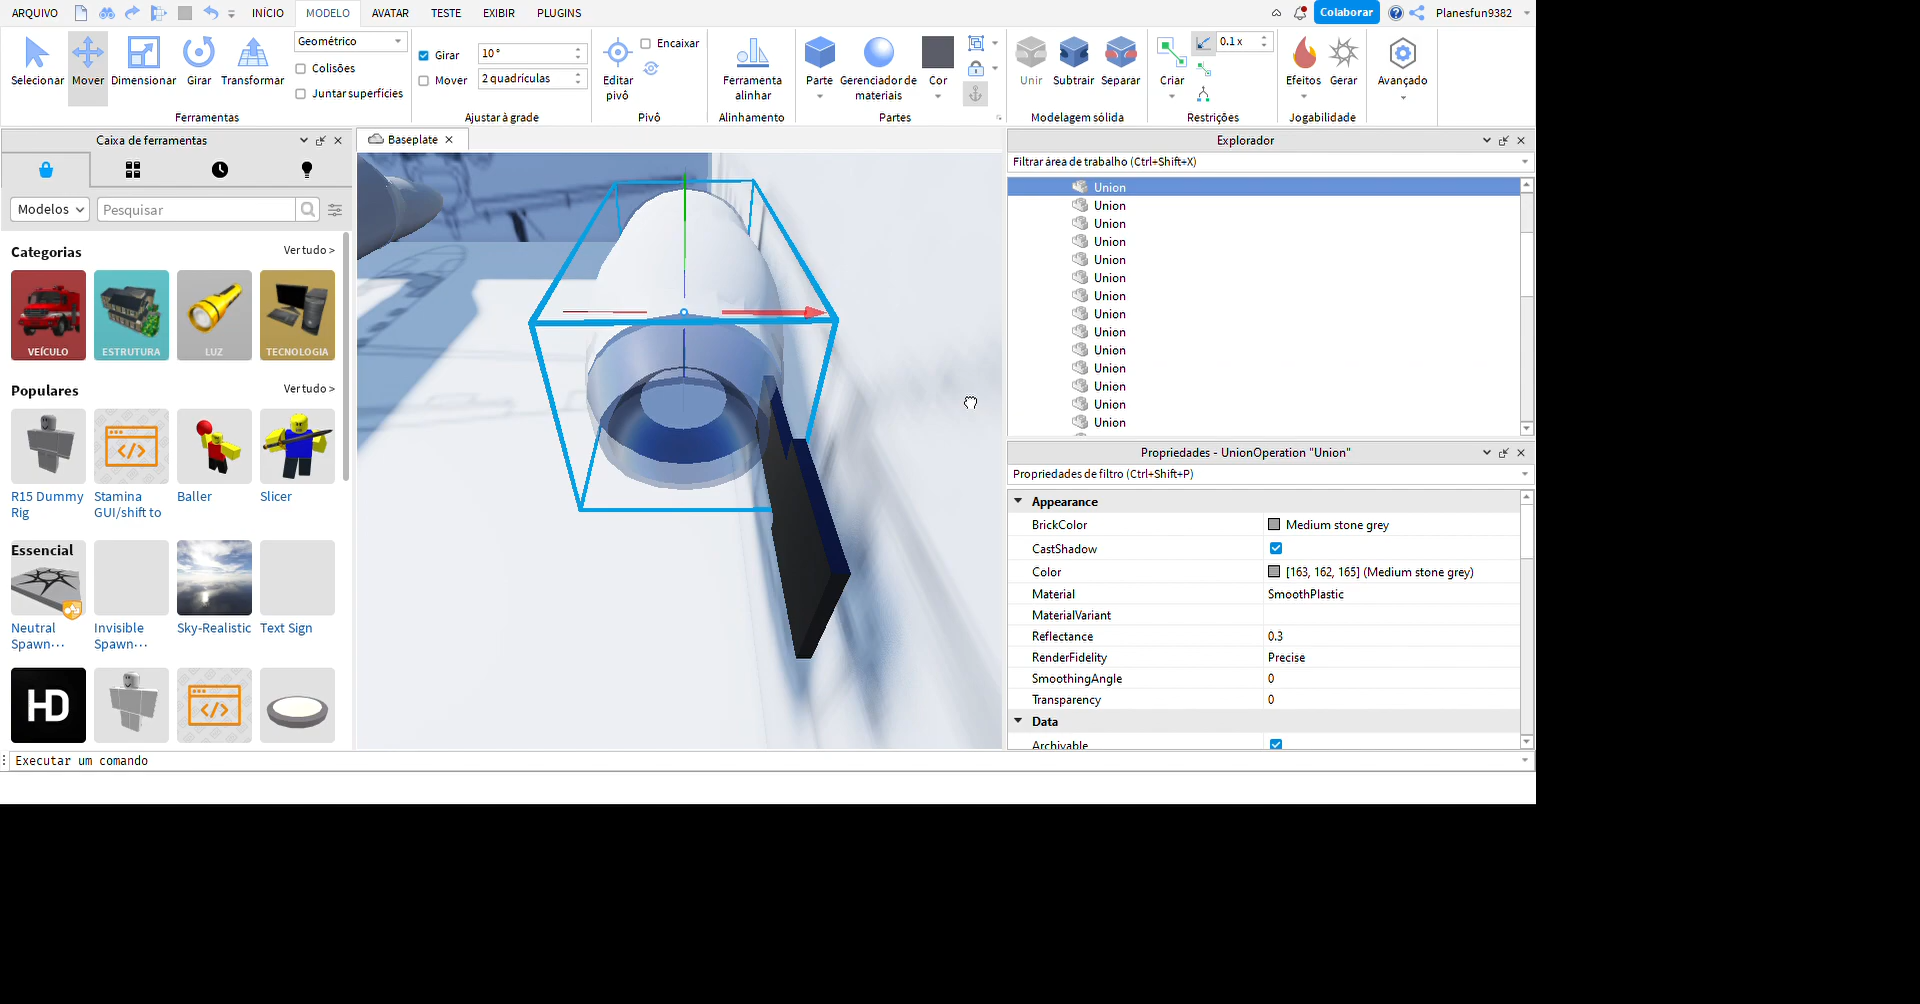 ARQUIVO INÍCIO MODELO AVATAR TESTE EXIBIR PLUGINS Colaborar Planesfun9382
Selecionar Mover Dimensionar Girar Transformar
Geométrico
Colisões
Juntar superfícies
Ferramentas
Girar 10 °
Mover 2 quadrículas
Ajustar à grade
Editar pivô
Encaixar
Pivô
Ferramenta alinhar
Alinhamento
Parte
Gerenciador de materiais
Cor
Partes
Unir Subtrair Separar
Modelagem sólida
Criar
0.1 x
Restrições
Efeitos Gerar
Jogabilidade
Avançado
Caixa de ferramentas
Modelos Pesquisar
Categorias Ver tudo >
VEÍCULO ESTRUTURA LUZ TECNOLOGIA
Populares Ver tudo >
R15 Dummy Rig
Stamina GUI/shift to
Baller
Slicer
Essencial
Neutral Spawn...
Invisible Spawn...
Sky-Realistic
Text Sign
HD
Baseplate
Explorador
Filtrar área de trabalho (Ctrl+Shift+X)
Union
Union
Union
Union
Union
Union
Union
Union
Union
Union
Union
Union
Union
Union
Propriedades - UnionOperation "Union"
Propriedades de filtro (Ctrl+Shift+P)
Appearance
BrickColor Medium stone grey
CastShadow
Color [163, 162, 165] (Medium stone grey)
Material SmoothPlastic
MaterialVariant
Reflectance 0.3
RenderFidelity Precise
SmoothingAngle 0
Transparency 0
Data
Archivable
Executar um comando